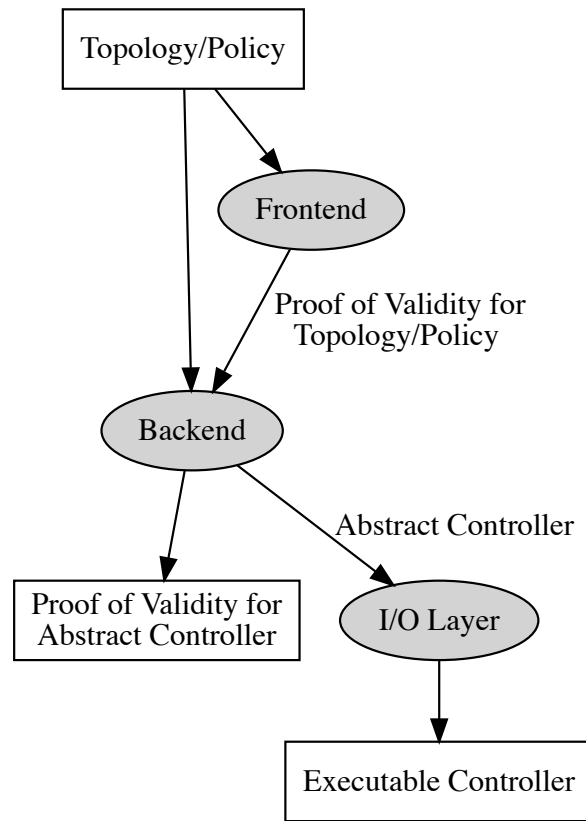 Topology/Policy
Frontend
Proof of Validity for
Topology/Policy
Backend
Abstract Controller
Proof of Validity for
Abstract Controller
I/O Layer
Executable Controller